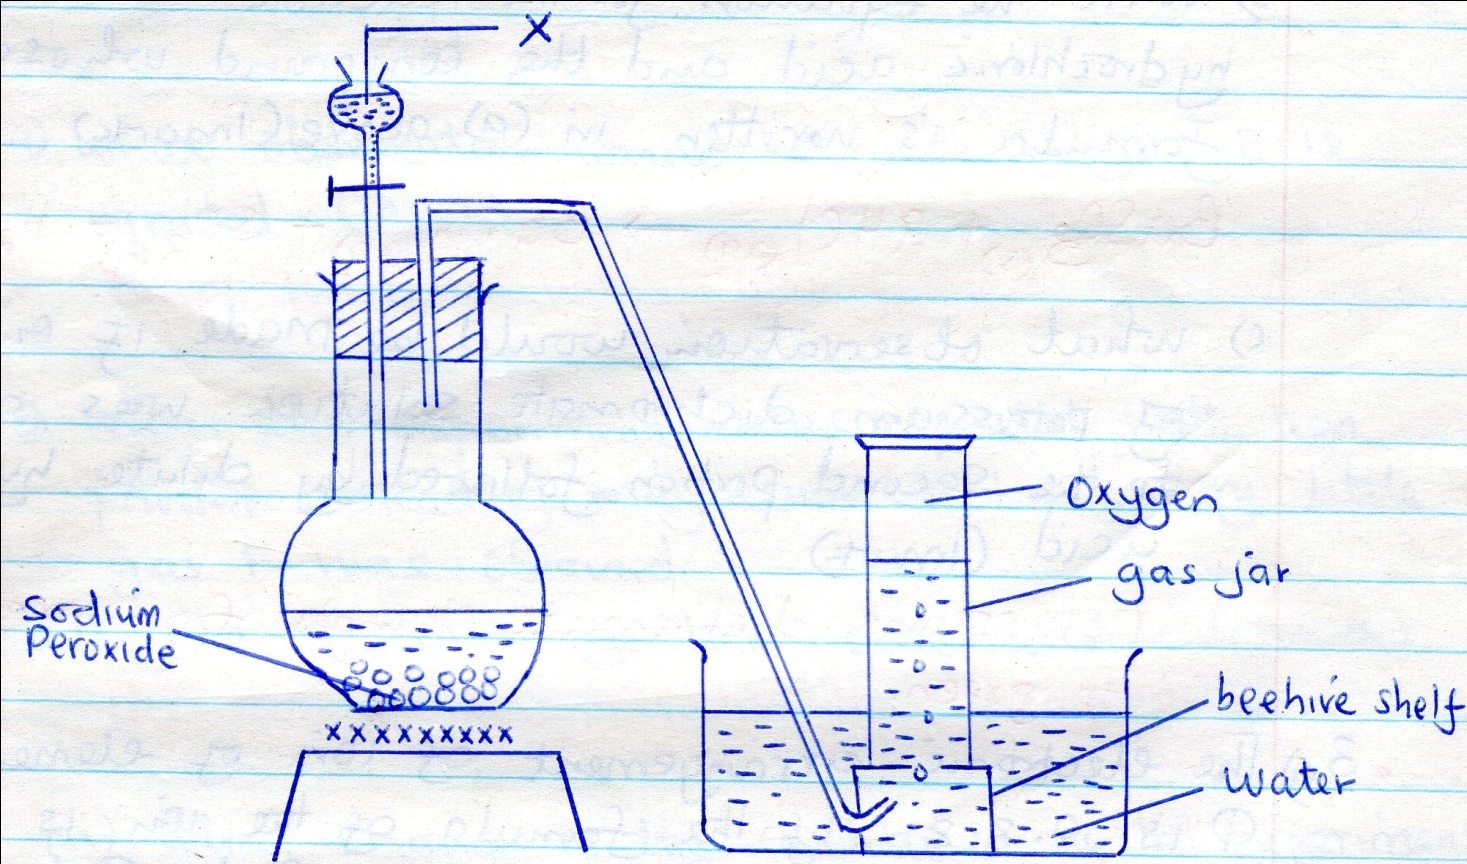 X
Oxygen
gas jar
Sodium
Peroxide
beehive shelf
water